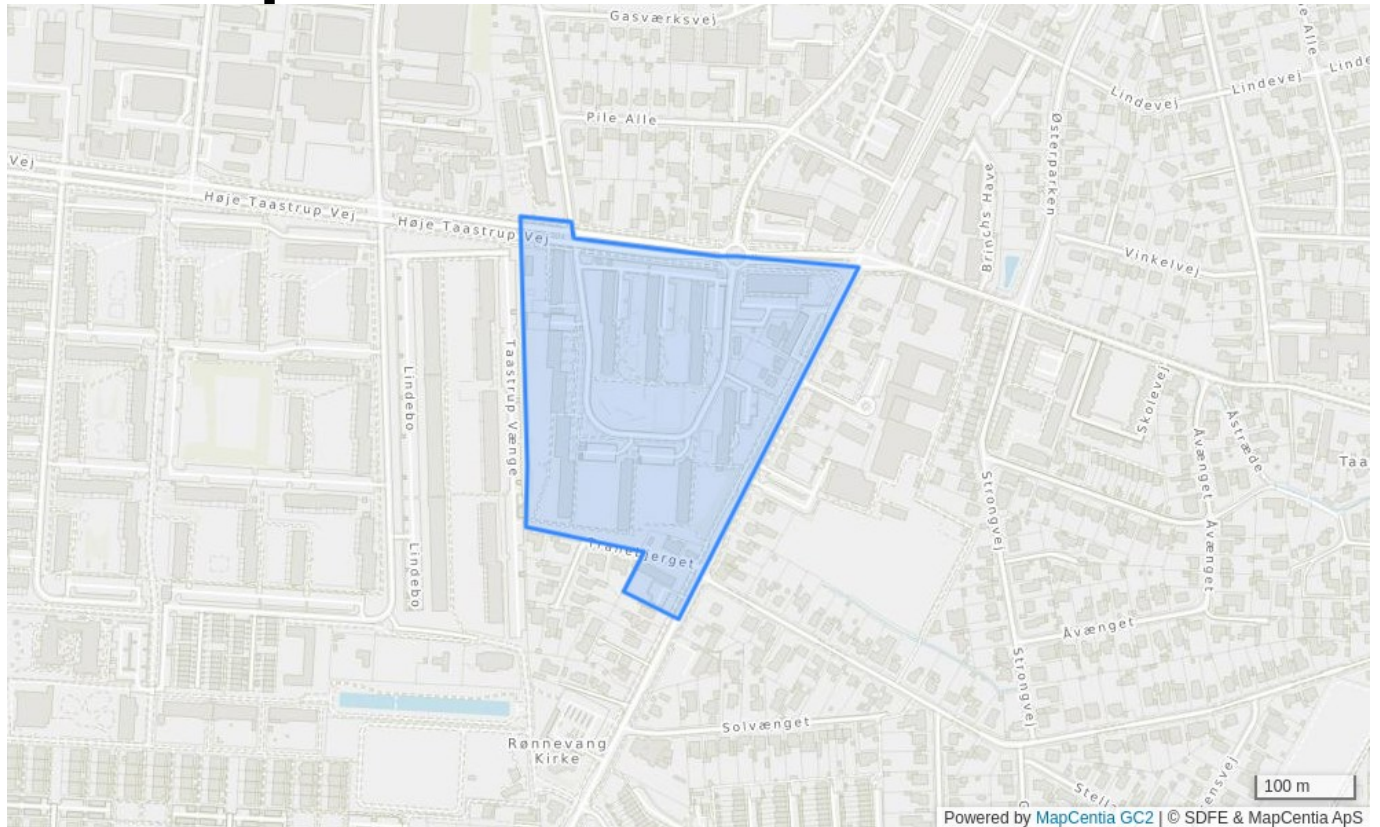 Gasværksvej
Pile Alle
Lindevej
Lindevej
Østerparken
Brinchs Have
Vej
Høje Taastrup Vej
Høje Taastrup Vej
Vinkelvej
Taastrup Vænge
Lindebo
Lindebo
Skolevej
Åstræde
Åvænget
Åvænget
Åvænget
Taa
Strongvej
Strongvej
Solvænget
Rønnevang
Kirke
100 m
Powered by MapCentia GC2 | © SDFE & MapCentia ApS